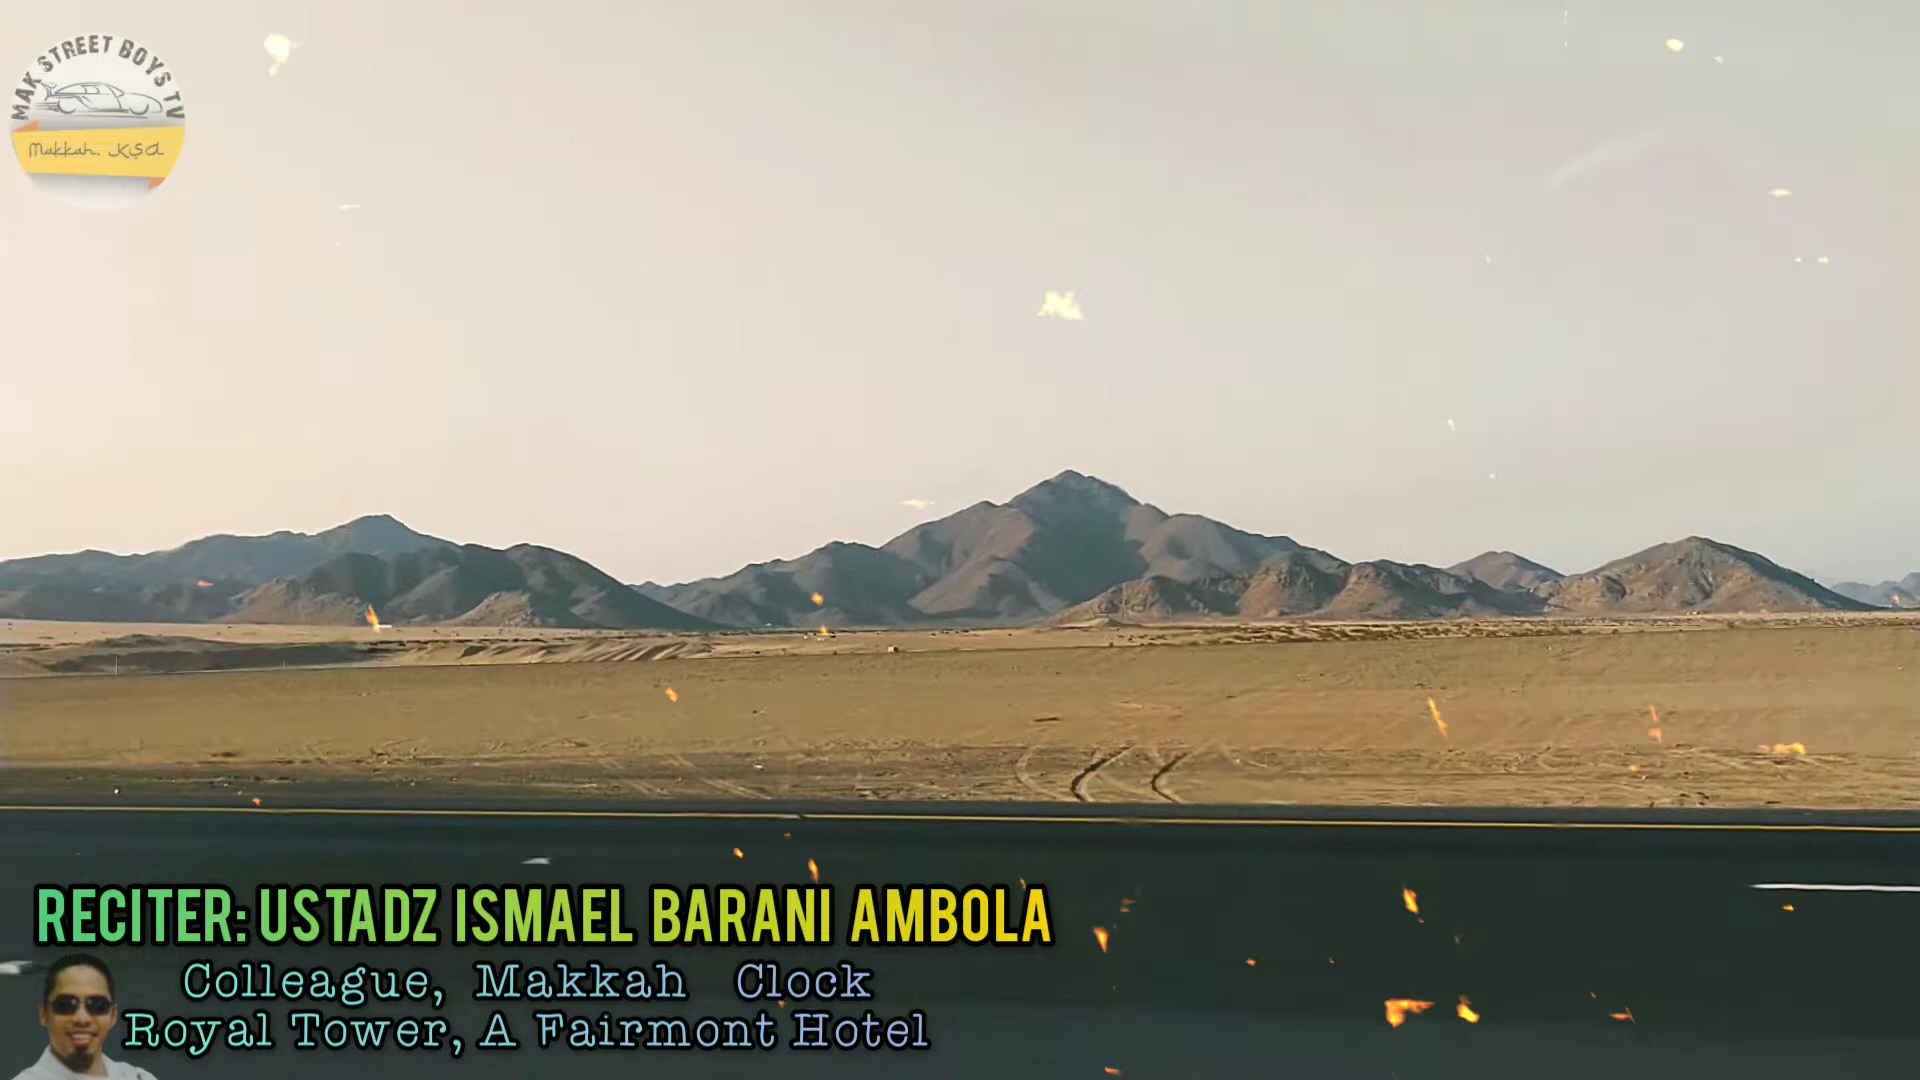 MAK STREET BOYS TV
Makkah, KSA
RECITER: USTADZ ISMAEL BARANI AMBOLA
Colleague, Makkah Clock
Royal Tower, A Fairmont Hotel